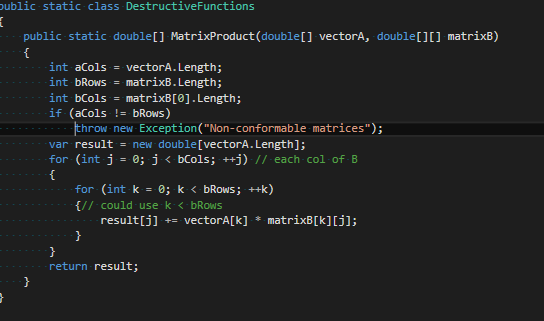 public static class DestructiveFunctions
{
public static double[] MatrixProduct(double[] vectorA, double[][] matrixB)
{
int aCols = vectorA.Length;
int bRows = matrixB.Length;
int bCols = matrixB[0].Length;
if (aCols != bRows)
throw new Exception("Non-conformable matrices");
var result = new double[vectorA.Length];
for (int j = 0; j < bCols; ++j) // each col of B
{
for (int k = 0; k < bRows; ++k)
{// could use k < bRows
result[j] += vectorA[k] * matrixB[k][j];
}
}
return result;
}
}